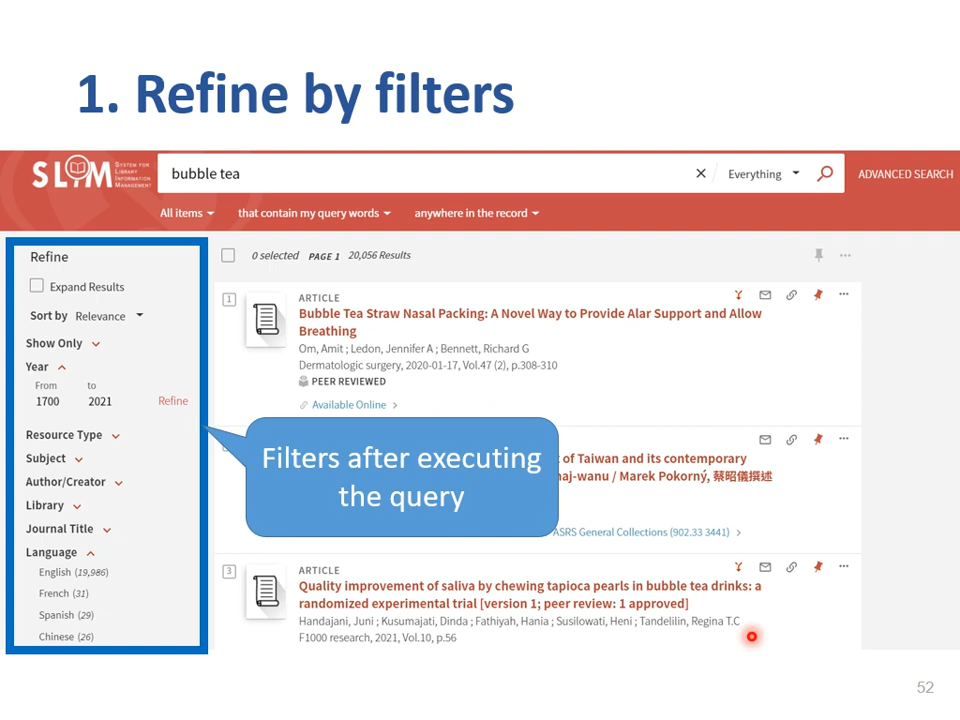 1. Refine by filters
SLIM SYSTEM FOR
LIBRARY
INFORMATION
MANAGEMENT
bubble tea
Everything
ADVANCED SEARCH
All items
that contain my query words
anywhere in the record
Refine
Expand Results
Sort by Relevance
Show Only
Year
From to
1700 2021 Refine
Resource Type
Subject
Author/Creator
Library
Journal Title
Language
English (19,986)
French (31)
Spanish (29)
Chinese (26)
0 selected PAGE 1 20,056 Results
1
ARTICLE
Bubble Tea Straw Nasal Packing: A Novel Way to Provide Alar Support and Allow
Breathing
Om, Amit ; Ledon, Jennifer A ; Bennett, Richard G
Dermatologic surgery, 2020-01-17, Vol.47 (2), p.308-310
PEER REVIEWED
Available Online
Filters after executing
the query
of Taiwan and its contemporary
naj-wanu / Marek Pokorný, 蔡昭儀撰述
ASRS General Collections (902.33 3441)
3
ARTICLE
Quality improvement of saliva by chewing tapioca pearls in bubble tea drinks: a
randomized experimental trial [version 1; peer review: 1 approved]
Handajani, Juni ; Kusumajati, Dinda ; Fathiyah, Hania ; Susilowati, Heni ; Tandelilin, Regina T.C
F1000 research, 2021, Vol.10, p.56
52